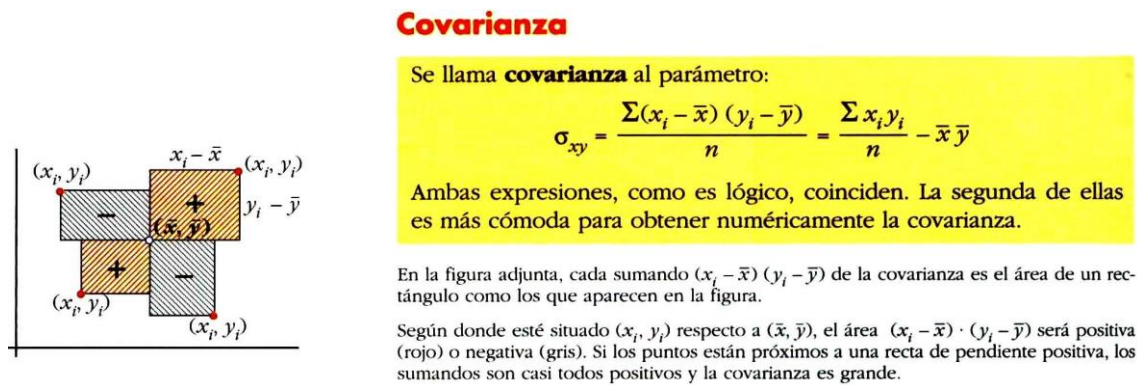 Covarianza
Se llama covarianza al parámetro:
σxy = Σ(xi – x̄) (yi – ȳ) / n = Σ xi yi / n – x̄ ȳ
Ambas expresiones, como es lógico, coinciden. La segunda de ellas
es más cómoda para obtener numéricamente la covarianza.
En la figura adjunta, cada sumando (xi – x̄) (yi – ȳ) de la covarianza es el área de un rec-
tángulo como los que aparecen en la figura.
Según donde esté situado (xi, yi) respecto a (x̄, ȳ), el área (xi – x̄) · (yi – ȳ) será positiva
(rojo) o negativa (gris). Si los puntos están próximos a una recta de pendiente positiva, los
sumandos son casi todos positivos y la covarianza es grande.
xi – x̄
(xi, yi)
(xi, yi)
– +
yi – ȳ
(x̄, ȳ)
+ –
(xi, yi)
(xi, yi)